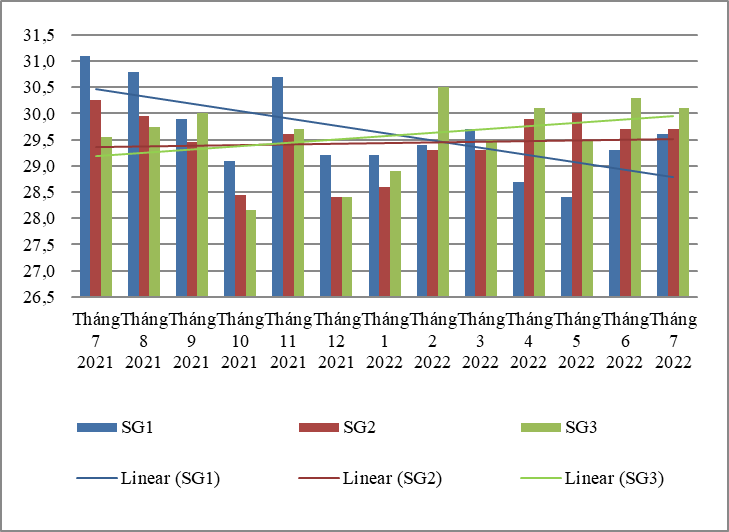 31,5
31,0
30,5
30,0
29,5
29,0
28,5
28,0
27,5
27,0
26,5
Tháng Tháng Tháng Tháng Tháng Tháng Tháng Tháng Tháng Tháng Tháng Tháng Tháng
7 8 9 10 11 12 1 2 3 4 5 6 7
2021 2021 2021 2021 2021 2021 2022 2022 2022 2022 2022 2022 2022
SG1 SG2 SG3
Linear (SG1) Linear (SG2) Linear (SG3)